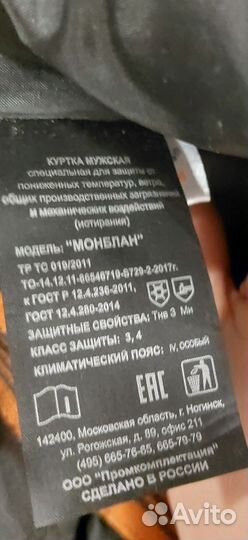 КУРТКА МУЖСКАЯ
специальная для защиты от
пониженных температур, ветра,
общих производственных загрязнений
и механических воздействий
(истирания)
МОДЕЛЬ: "МОНБЛАН"
ТР ТС 019/2011
ТО-14.12.11-86546719-6729-2-2017г.
к ГОСТ Р 12.4.236-2011,
ГОСТ 12.4.280-2014
ЗАЩИТНЫЕ СВОЙСТВА: Тнв З Ми
КЛАСС ЗАЩИТЫ: 3, 4
КЛИМАТИЧЕСКИЙ ПОЯС: IV, ОСОБЫЙ
ЕАС
142400, Московская область, г. Ногинск,
ул. Рогожская, д. 89, офис 211
(495) 665-76-65, 665-79-79
ООО "Промкомплектация"
СДЕЛАНО В РОССИИ
Avito